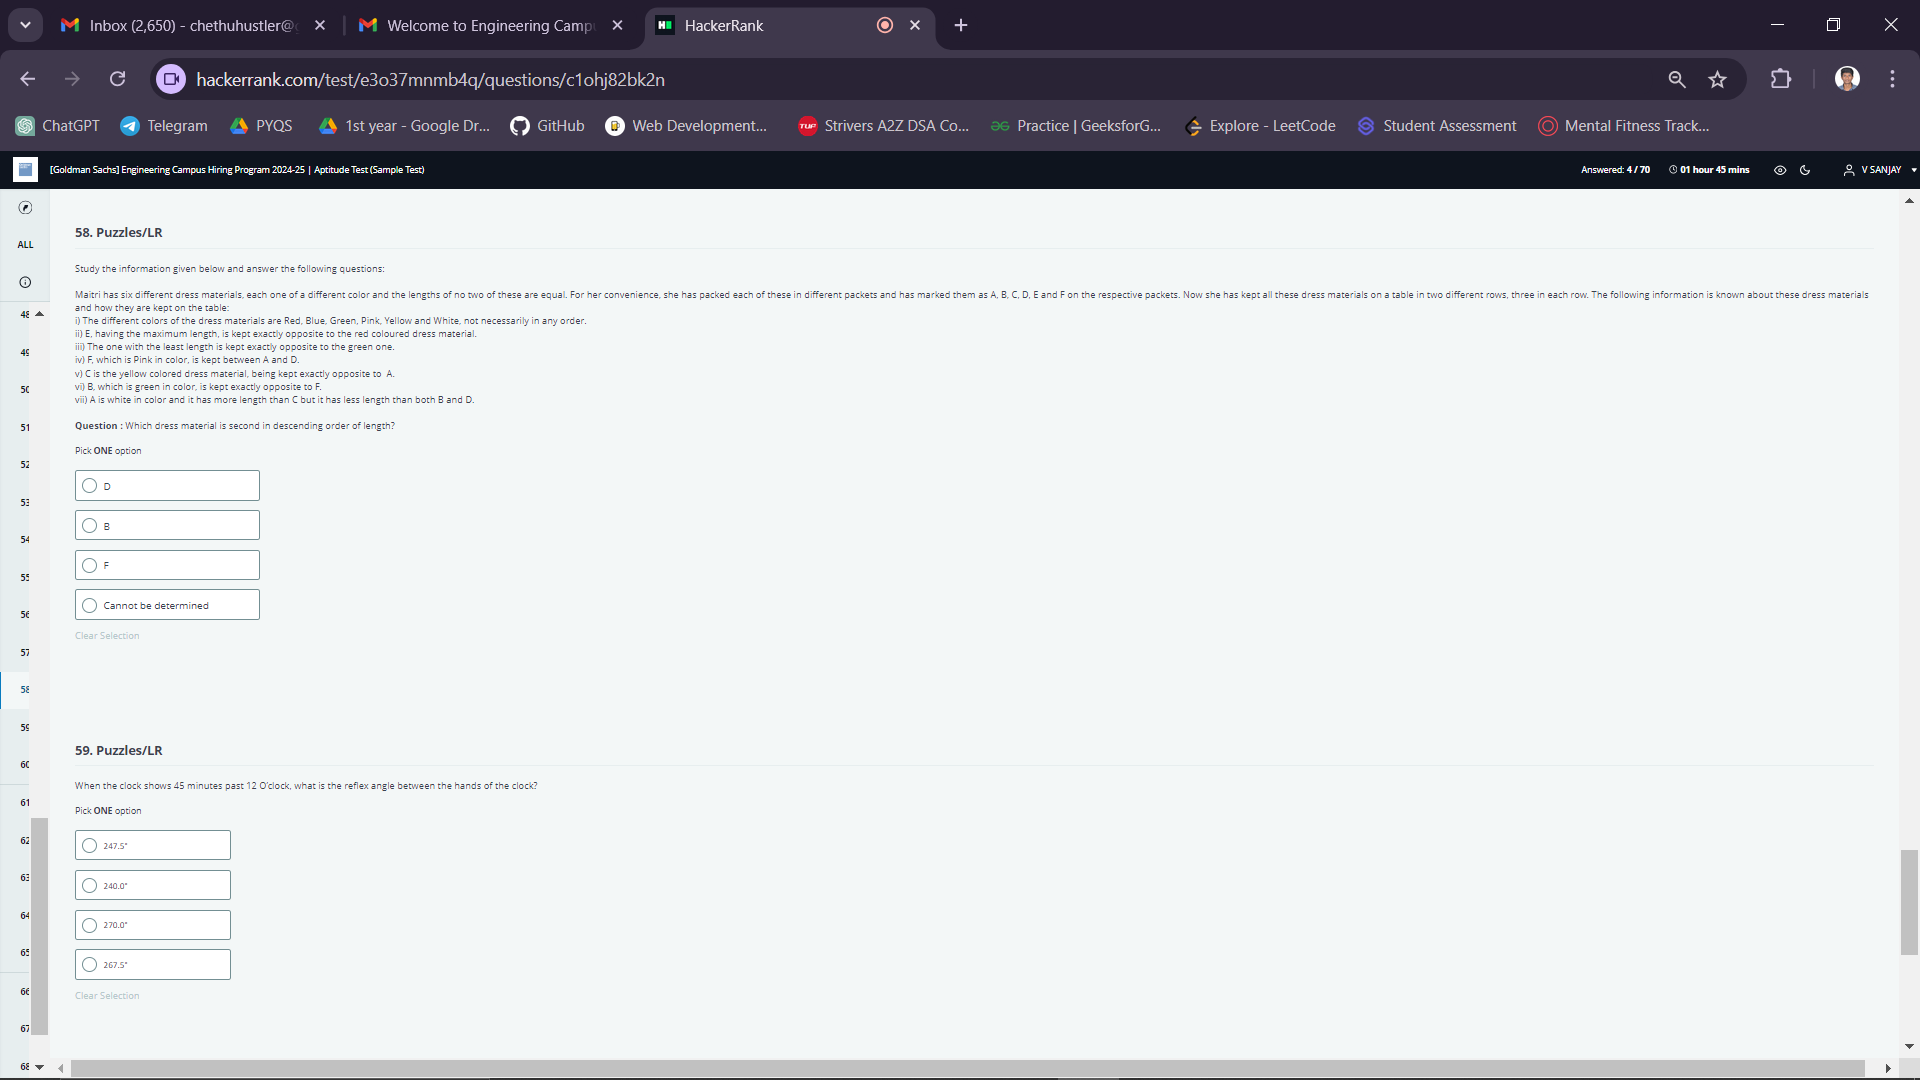 Inbox (2,650) - chethuhustler@g
Welcome to Engineering Camp
HackerRank
hackerrank.com/test/e3o37mnmb4q/questions/c1ohj82bk2n
ChatGPT
Telegram
PYQS
1st year - Google Dr...
GitHub
Web Development...
TUF
Strivers A2Z DSA Co...
Practice | GeeksforG...
Explore - LeetCode
Student Assessment
Mental Fitness Track...
[Goldman Sachs] Engineering Campus Hiring Program 2024-25 | Aptitude Test (Sample Test)
Answered: 4 / 70
01 hour 45 mins
V SANJAY
ALL
48
49
50
51
52
53
54
55
56
57
58
59
60
61
62
63
64
65
66
67
68
58. Puzzles/LR
Study the information given below and answer the following questions:
Maitri has six different dress materials, each one of a different color and the lengths of no two of these are equal. For her convenience, she has packed each of these in different packets and has marked them as A, B, C, D, E and F on the respective packets. Now she has kept all these dress materials on a table in two different rows, three in each row. The following information is known about these dress materials
and how they are kept on the table:
i) The different colors of the dress materials are Red, Blue, Green, Pink, Yellow and White, not necessarily in any order.
ii) E, having the maximum length, is kept exactly opposite to the red coloured dress material.
iii) The one with the least length is kept exactly opposite to the green one.
iv) F, which is Pink in color, is kept between A and D.
v) C is the yellow colored dress material, being kept exactly opposite to A.
vi) B, which is green in color, is kept exactly opposite to F.
vii) A is white in color and it has more length than C but it has less length than both B and D.
Question : Which dress material is second in descending order of length?
Pick ONE option
D
B
F
Cannot be determined
Clear Selection
59. Puzzles/LR
When the clock shows 45 minutes past 12 O'clock, what is the reflex angle between the hands of the clock?
Pick ONE option
247.5°
240.0°
270.0°
267.5°
Clear Selection